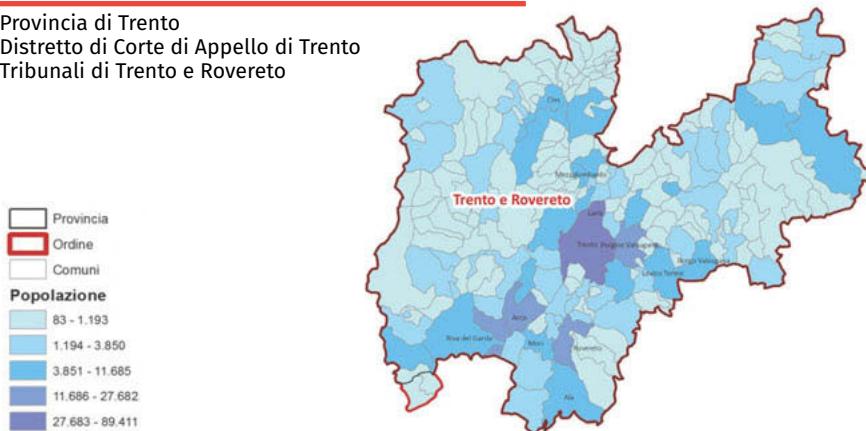 Provincia di Trento
Distretto di Corte di Appello di Trento
Tribunali di Trento e Rovereto
Cles
Mezzolombardo
Trento e Rovereto
Lavis
Trento
Pergine Valsugana
Borgo Valsugana
Levico Terme
Arco
Riva del Garda
Mori
Rovereto
Ala
Provincia
Ordine
Comuni
Popolazione
83 - 1.193
1.194 - 3.850
3.851 - 11.685
11.686 - 27.682
27.683 - 89.411